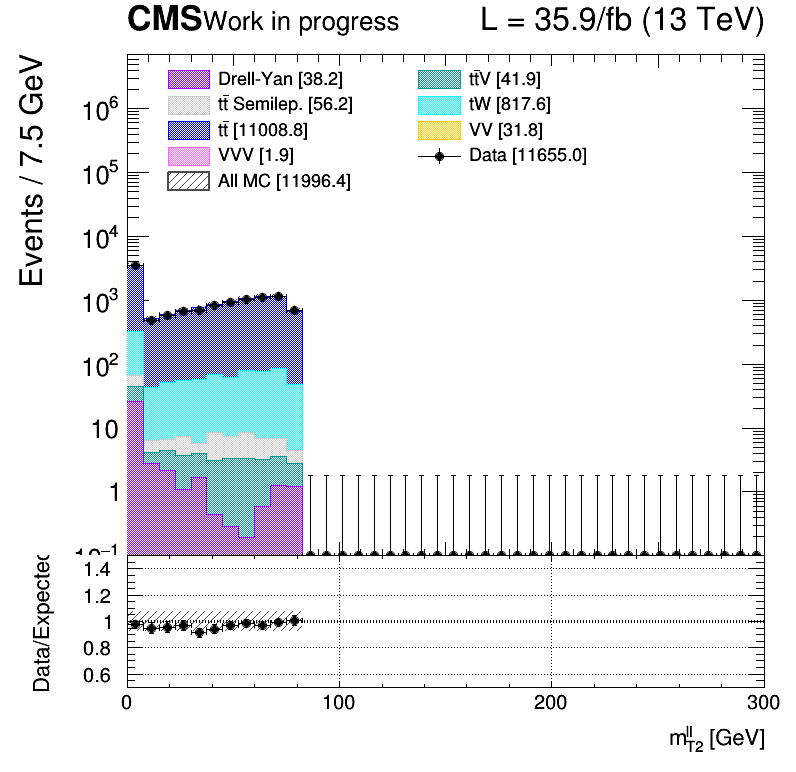 CMS Work in progress L = 35.9/fb (13 TeV)
Events / 7.5 GeV
Drell-Yan [38.2] tt̄V [41.9]
tt̄ Semilep. [56.2] tW [817.6]
tt̄ [11008.8] VV [31.8]
VVV [1.9] Data [11655.0]
All MC [11996.4]
10⁶
10⁵
10⁴
10³
10²
10
1
10⁻¹
Data/Expected
1.4
1.2
1
0.8
0.6
0 100 200 300
m_{T2}^{ll} [GeV]